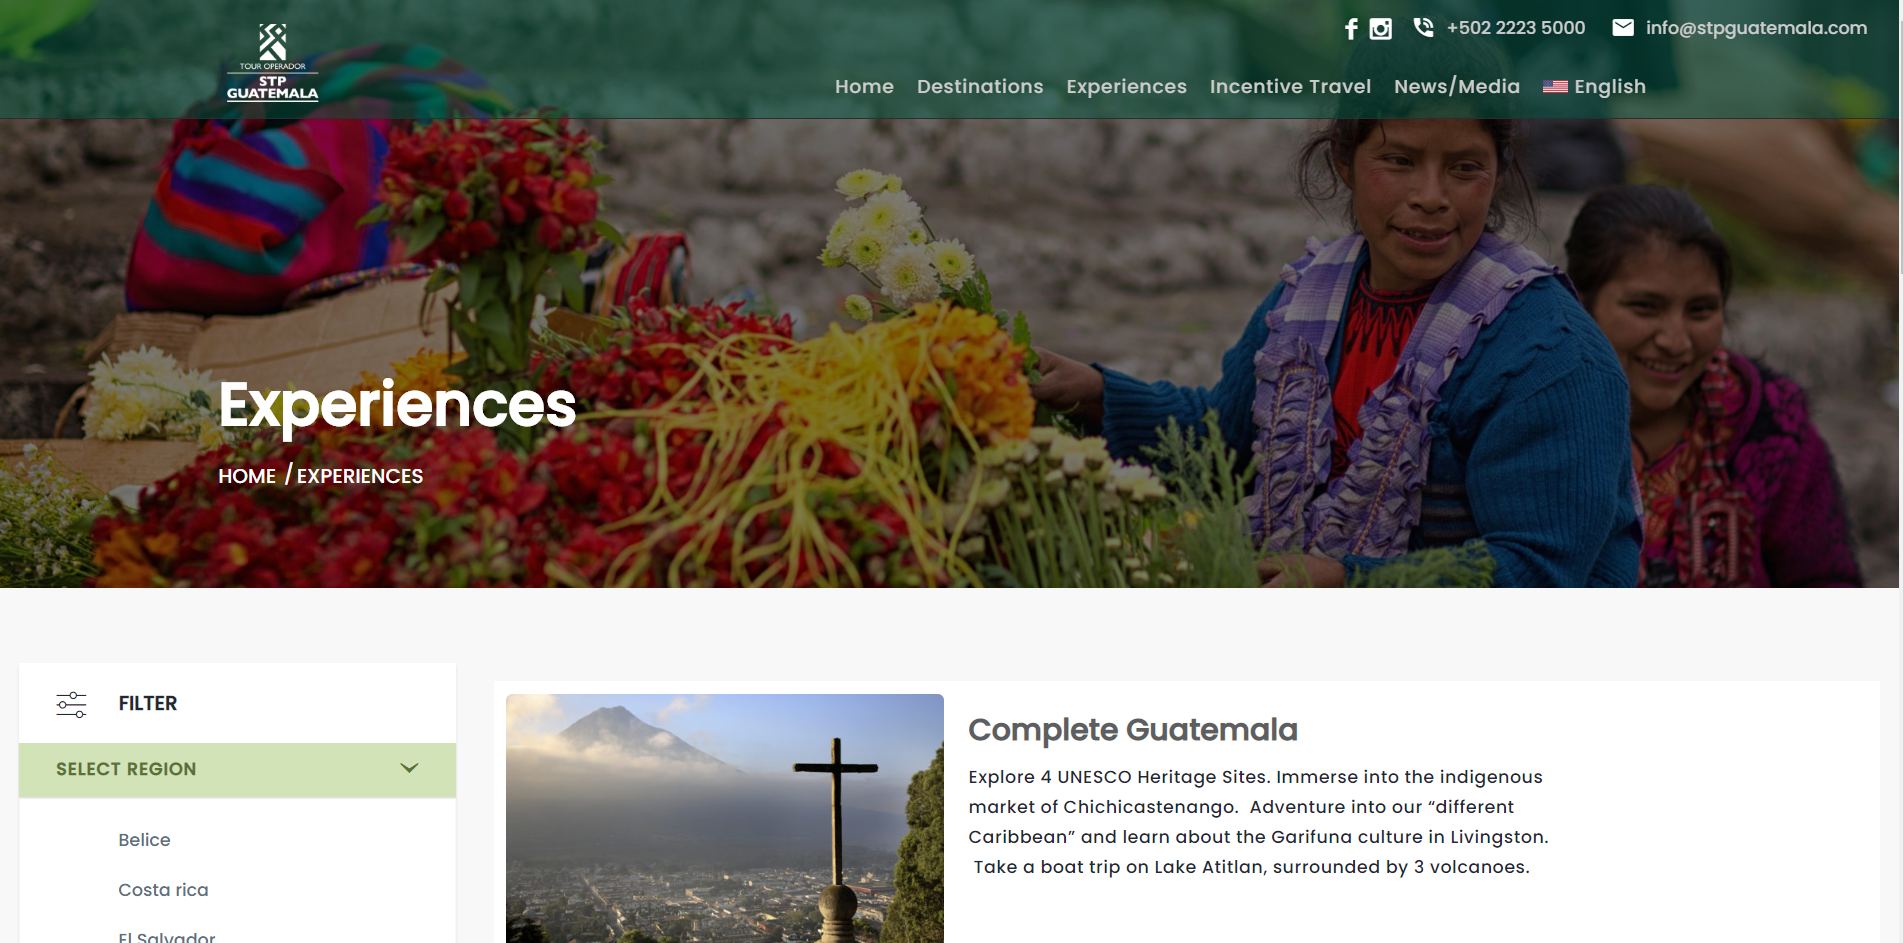 +502 2223 5000
info@stpguatemala.com
TOUR OPERADOR
STP
GUATEMALA
Home
Destinations
Experiences
Incentive Travel
News/Media
English
Experiences
HOME / EXPERIENCES
FILTER
SELECT REGION
Belice
Costa rica
El Salvador
Complete Guatemala
Explore 4 UNESCO Heritage Sites. Immerse into the indigenous
market of Chichicastenango.  Adventure into our “different
Caribbean” and learn about the Garifuna culture in Livingston.
Take a boat trip on Lake Atitlan, surrounded by 3 volcanoes.